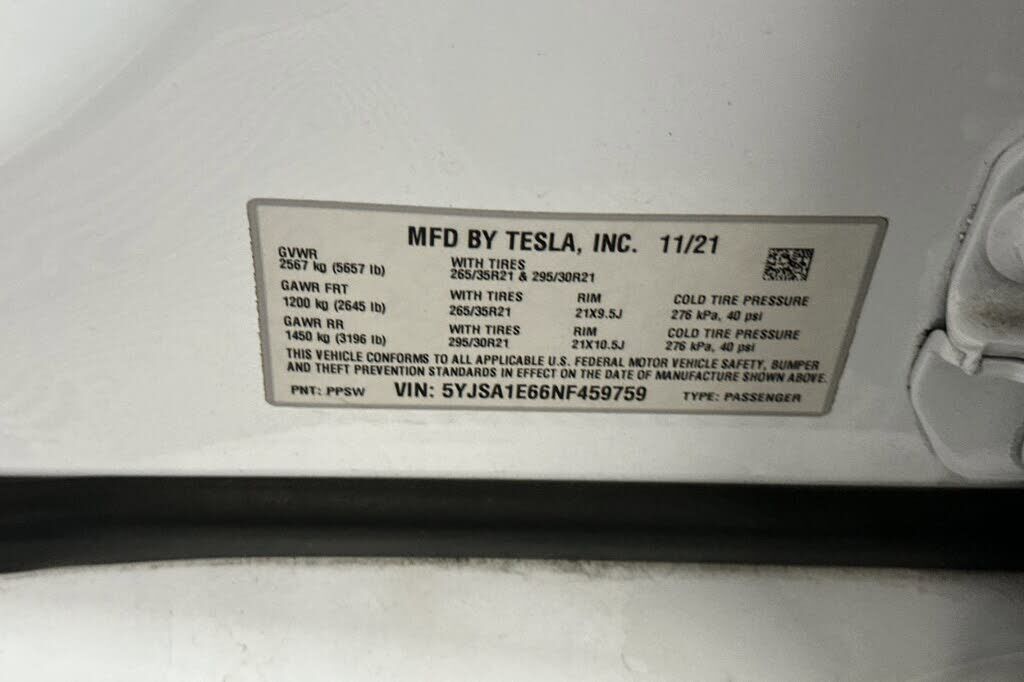 MFD BY TESLA, INC. 11/21
GVWR
2567 kg (5657 lb)
WITH TIRES
265/35R21 & 295/30R21
GAWR FRT
1200 kg (2645 lb)
WITH TIRES
265/35R21
RIM
21X9.5J
COLD TIRE PRESSURE
276 kPa, 40 psi
GAWR RR
1450 kg (3196 lb)
WITH TIRES
295/30R21
RIM
21X10.5J
COLD TIRE PRESSURE
276 kPa, 40 psi
THIS VEHICLE CONFORMS TO ALL APPLICABLE U.S. FEDERAL MOTOR VEHICLE SAFETY, BUMPER
AND THEFT PREVENTION STANDARDS IN EFFECT ON THE DATE OF MANUFACTURE SHOWN ABOVE.
PNT: PPSW VIN: 5YJSA1E66NF459759 TYPE: PASSENGER